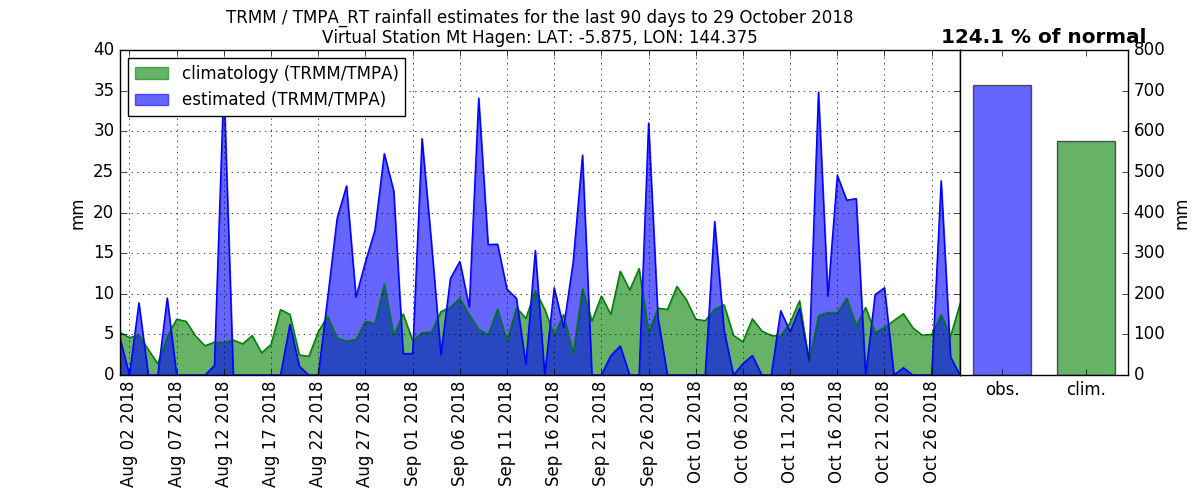 TRMM / TMPA_RT rainfall estimates for the last 90 days to 29 October 2018
Virtual Station Mt Hagen: LAT: -5.875, LON: 144.375
124.1 % of normal
climatology (TRMM/TMPA)
estimated (TRMM/TMPA)
mm
40
35
30
25
20
15
10
5
0
Aug 02 2018
Aug 07 2018
Aug 12 2018
Aug 17 2018
Aug 22 2018
Aug 27 2018
Sep 01 2018
Sep 06 2018
Sep 11 2018
Sep 16 2018
Sep 21 2018
Sep 26 2018
Oct 01 2018
Oct 06 2018
Oct 11 2018
Oct 16 2018
Oct 21 2018
Oct 26 2018
obs.
clim.
800
700
600
500
400
300
200
100
0
mm